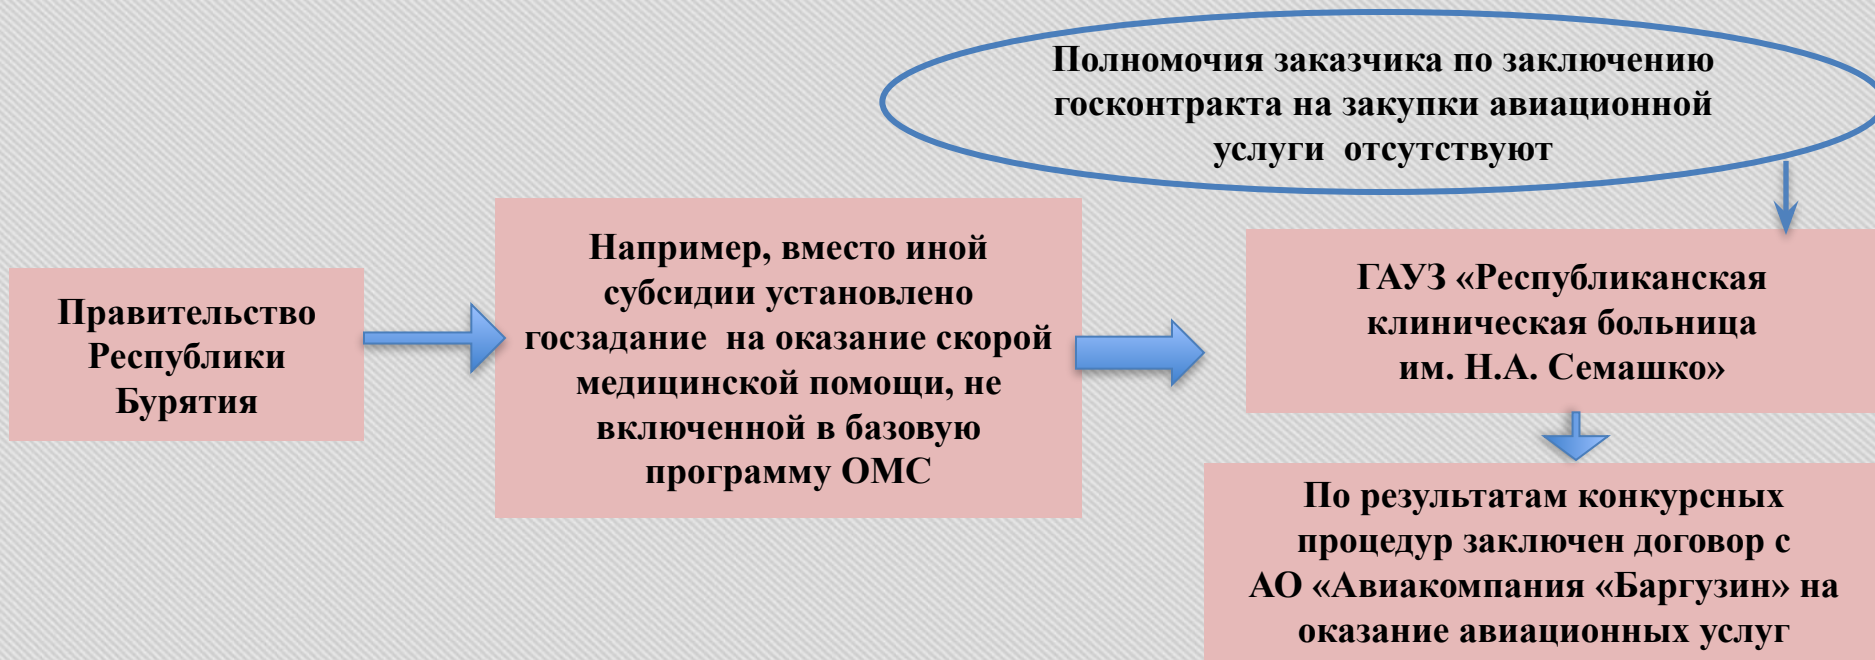 Полномочия заказчика по заключению
госконтракта на закупки авиационной
услуги отсутствуют
Правительство
Республики
Бурятия
Например, вместо иной
субсидии установлено
госзадание на оказание скорой
медицинской помощи, не
включенной в базовую
программу ОМС
ГАУЗ «Республиканская
клиническая больница
им. Н.А. Семашко»
По результатам конкурсных
процедур заключен договор с
АО «Авиакомпания «Баргузин» на
оказание авиационных услуг